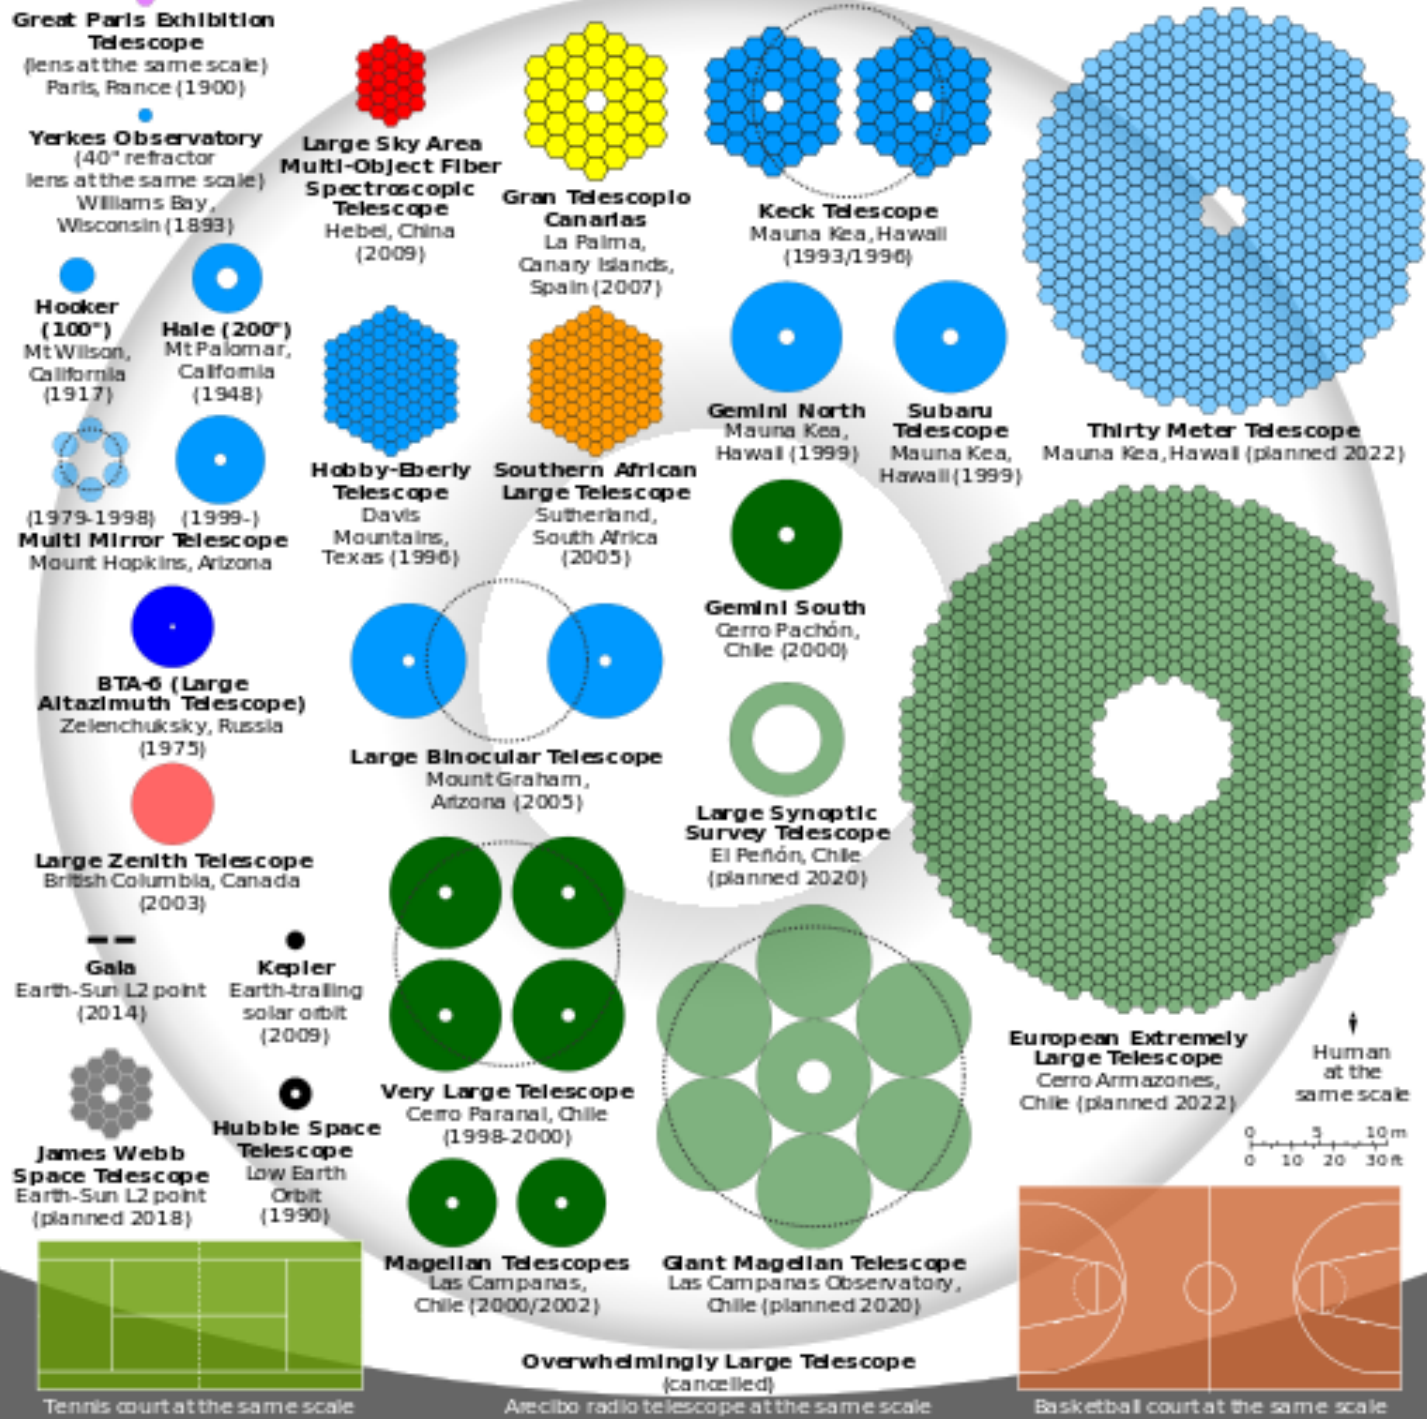 Great Paris Exhibition
Telescope
(lens at the same scale)
Paris, France (1900)
Yerkes Observatory
(40" refractor
lens at the same scale)
Williams Bay,
Wisconsin (1893)
Hooker
(100")
Mt Wilson,
California
(1917)
Hale (200")
Mt Palomar,
California
(1948)
(1979-1998) (1999-)
Multi Mirror Telescope
Mount Hopkins, Arizona
BTA-6 (Large
Altazimuth Telescope)
Zelenchuksky, Russia
(1975)
Large Zenith Telescope
British Columbia, Canada
(2003)
Gaia
Earth-Sun L2 point
(2014)
Kepler
Earth-trailing
solar orbit
(2009)
James Webb
Space Telescope
Earth-Sun L2 point
(planned 2018)
Hubble Space
Telescope
Low Earth
Orbit
(1990)
Large Sky Area
Multi-Object Fiber
Spectroscopic
Telescope
Hebei, China
(2009)
Gran Telescopio
Canarias
La Palma,
Canary Islands,
Spain (2007)
Keck Telescope
Mauna Kea, Hawaii
(1993/1996)
Hobby-Eberly
Telescope
Davis
Mountains,
Texas (1996)
Southern African
Large Telescope
Sutherland,
South Africa
(2005)
Gemini North
Mauna Kea,
Hawaii (1999)
Subaru
Telescope
Mauna Kea,
Hawaii (1999)
Thirty Meter Telescope
Mauna Kea, Hawaii (planned 2022)
Gemini South
Cerro Pachón,
Chile (2000)
Large Binocular Telescope
Mount Graham,
Arizona (2005)
Large Synoptic
Survey Telescope
El Peñón, Chile
(planned 2020)
Very Large Telescope
Cerro Paranal, Chile
(1998-2000)
Magellan Telescopes
Las Campanas,
Chile (2000/2002)
Giant Magellan Telescope
Las Campanas Observatory,
Chile (planned 2020)
European Extremely
Large Telescope
Cerro Armazones,
Chile (planned 2022)
Human
at the
same scale
0 5 10 m
0 10 20 30 ft
Overwhelmingly Large Telescope
(cancelled)
Tennis court at the same scale
Arecibo radio telescope at the same scale
Basketball court at the same scale